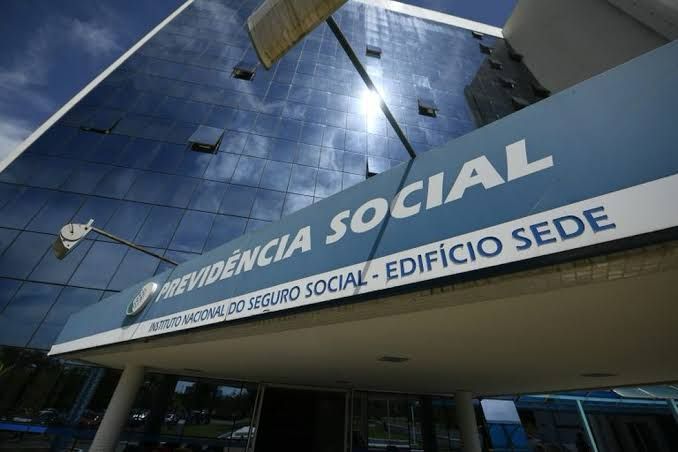 PREVIDÊNCIA SOCIAL
INSTITUTO NACIONAL DO SEGURO SOCIAL - EDIFÍCIO SEDE